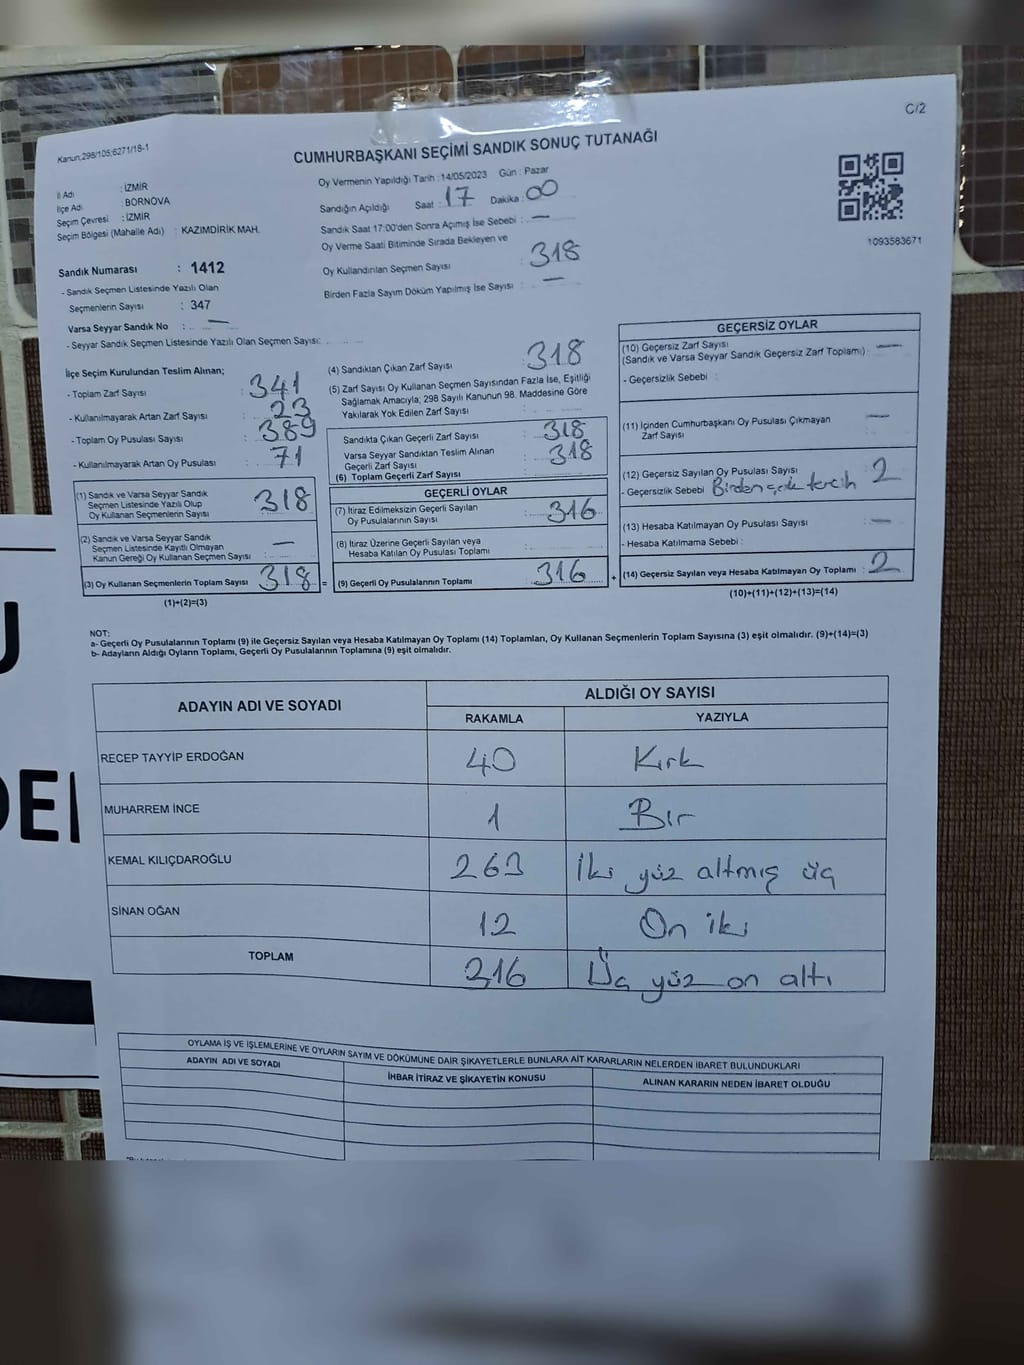 C/2
Kanun;298/105;6271/18-1
CUMHURBAŞKANI SEÇİMİ SANDIK SONUÇ TUTANAĞI
İl Adı : İZMİR
İlçe Adı : BORNOVA
Seçim Çevresi : İZMİR
Seçim Bölgesi (Mahalle Adı) : KAZIMDİRİK MAH.
Sandık Numarası : 1412
- Sandık Seçmen Listesinde Yazılı Olan
Seçmenlerin Sayısı : 347
Varsa Seyyar Sandık No : —
- Seyyar Sandık Seçmen Listesinde Yazılı Olan Seçmen Sayısı:
Oy Vermenin Yapıldığı Tarih : 14/05/2023 Gün : Pazar
Sandığın Açıldığı Saat : 17 Dakika : 00
Sandık Saat 17:00'den Sonra Açımış İse Sebebi : —
Oy Verme Saati Bitiminde Sırada Bekleyen ve
Oy Kullandırılan Seçmen Sayısı : 318
Birden Fazla Sayım Döküm Yapılmış İse Sayısı : —
1093583671
İlçe Seçim Kurulundan Teslim Alınan;
- Toplam Zarf Sayısı : 341
- Kullanılmayarak Artan Zarf Sayısı : 23
- Toplam Oy Pusulası Sayısı : 389
- Kullanılmayarak Artan Oy Pusulası : 71
(1) Sandık ve Varsa Seyyar Sandık
Seçmen Listesinde Yazılı Olup
Oy Kullanan Seçmenlerin Sayısı : 318
(2) Sandık ve Varsa Seyyar Sandık
Seçmen Listesinde Kayıtlı Olmayan
Kanun Gereği Oy Kullanan Seçmen Sayısı : —
(3) Oy Kullanan Seçmenlerin Toplam Sayısı : 318 =
(1)+(2)=(3)
(4) Sandıktan Çıkan Zarf Sayısı : 318
(5) Zarf Sayısı Oy Kullanan Seçmen Sayısından Fazla İse, Eşitliği
Sağlamak Amacıyla; 298 Sayılı Kanunun 98. Maddesine Göre
Yakılarak Yok Edilen Zarf Sayısı :
Sandıkta Çıkan Geçerli Zarf Sayısı : 318
Varsa Seyyar Sandıktan Teslim Alınan
Geçerli Zarf Sayısı : 318
(6) Toplam Geçerli Zarf Sayısı
GEÇERLİ OYLAR
(7) İtiraz Edilmeksizin Geçerli Sayılan
Oy Pusulalarının Sayısı : 316
(8) İtiraz Üzerine Geçerli Sayılan veya
Hesaba Katılan Oy Pusulası Toplamı :
(9) Geçerli Oy Pusulalarının Toplamı : 316 +
GEÇERSİZ OYLAR
(10) Geçersiz Zarf Sayısı : —
(Sandık ve Varsa Seyyar Sandık Geçersiz Zarf Toplamı)
- Geçersizlik Sebebi :
(11) İçinden Cumhurbaşkanı Oy Pusulası Çıkmayan : —
Zarf Sayısı
(12) Geçersiz Sayılan Oy Pusulası Sayısı : 2
- Geçersizlik Sebebi Birden çok tercih
(13) Hesaba Katılmayan Oy Pusulası Sayısı : —
- Hesaba Katılmama Sebebi :
(14) Geçersiz Sayılan veya Hesaba Katılmayan Oy Toplamı : 2
(10)+(11)+(12)+(13)=(14)
NOT:
a- Geçerli Oy Pusulalarının Toplamı (9) ile Geçersiz Sayılan veya Hesaba Katılmayan Oy Toplamı (14) Toplamları, Oy Kullanan Seçmenlerin Toplam Sayısına (3) eşit olmalıdır. (9)+(14)=(3)
b- Adayların Aldığı Oyların Toplamı, Geçerli Oy Pusulalarının Toplamına (9) eşit olmalıdır.
ADAYIN ADI VE SOYADI ALDIĞI OY SAYISI
RAKAMLA YAZIYLA
RECEP TAYYİP ERDOĞAN 40 Kırk
MUHARREM İNCE 1 Bir
KEMAL KILIÇDAROĞLU 263 İki yüz altmış üç
SİNAN OĞAN 12 On iki
TOPLAM 316 Üç yüz on altı
OYLAMA İŞ VE İŞLEMLERİNE VE OYLARIN SAYIM VE DÖKÜMÜNE DAİR ŞİKAYETLERLE BUNLARA AİT KARARLARIN NELERDEN İBARET BULUNDUKLARI
ADAYIN ADI VE SOYADI İHBAR İTİRAZ VE ŞİKAYETİN KONUSU ALINAN KARARIN NEDEN İBARET OLDUĞU